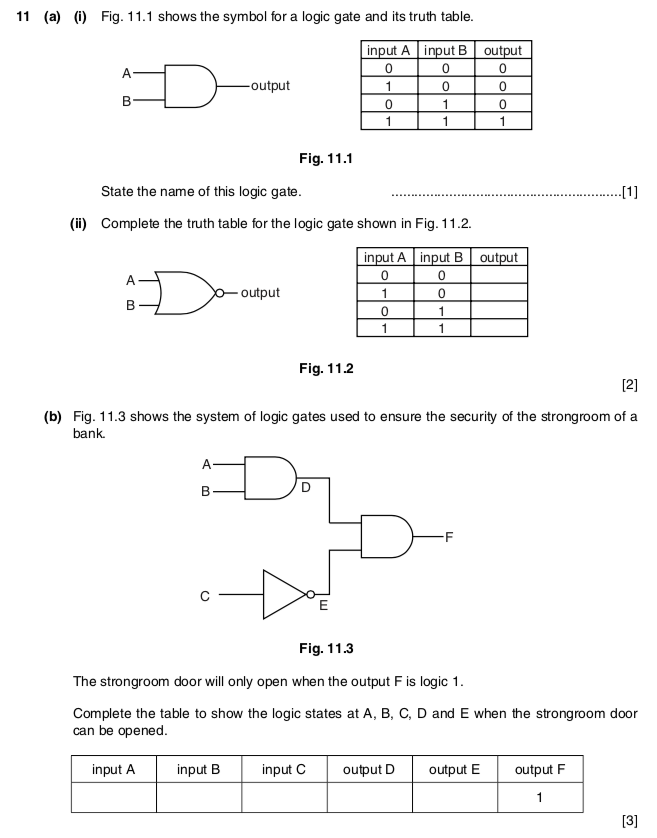 11 (a) (i) Fig. 11.1 shows the symbol for a logic gate and its truth table.
input A input B output
A 0 0 0
output 1 0 0
B 0 1 0
1 1 1
Fig. 11.1
State the name of this logic gate. ............................................................[1]
(ii) Complete the truth table for the logic gate shown in Fig. 11.2.
input A input B output
A 0 0
output 1 0
B 0 1
1 1
Fig. 11.2
[2]
(b) Fig. 11.3 shows the system of logic gates used to ensure the security of the strongroom of a
bank.
A
B D
F
C
E
Fig. 11.3
The strongroom door will only open when the output F is logic 1.
Complete the table to show the logic states at A, B, C, D and E when the strongroom door
can be opened.
input A input B input C output D output E output F
1
[3]